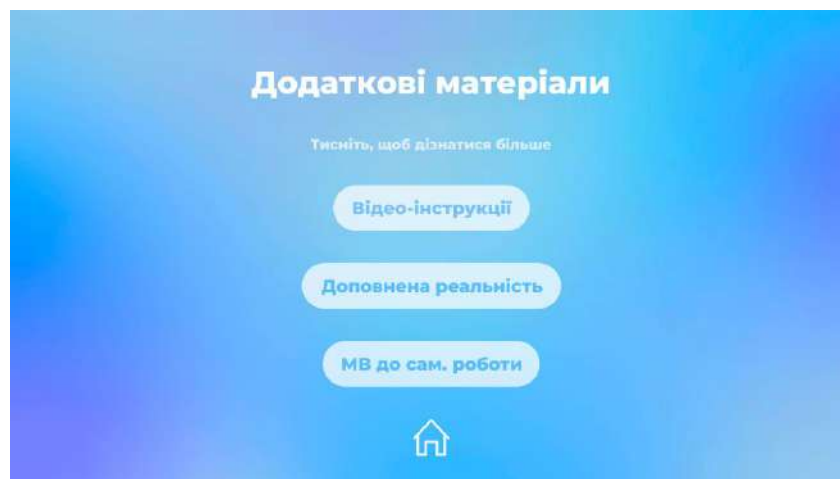 Додаткові матеріали
Тисніть, щоб дізнатися більше
Відео-інструкції
Доповнена реальність
МВ до сам. роботи